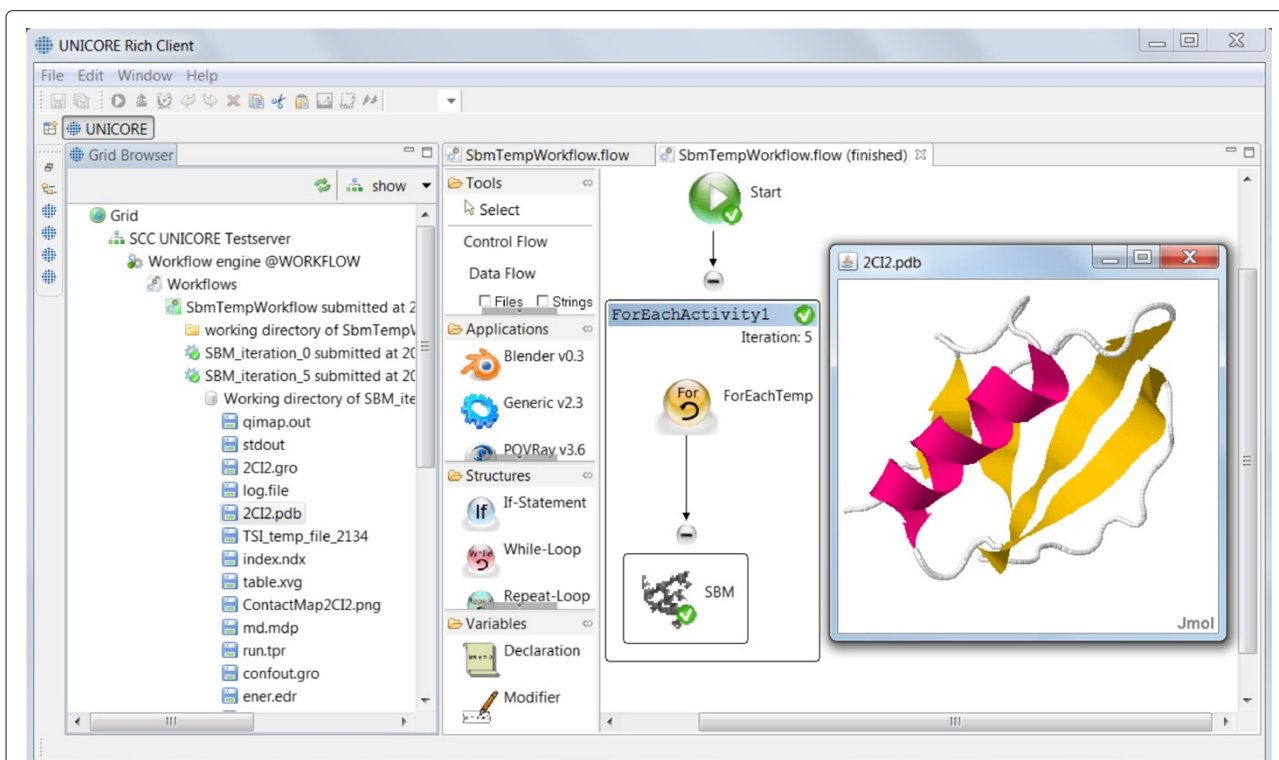 UNICORE Rich Client
File Edit Window Help
UNICORE
Grid Browser
show
Grid
SCC UNICORE Testserver
Workflow engine @WORKFLOW
Workflows
SbmTempWorkflow submitted at 2
working directory of SbmTempW
SBM_iteration_0 submitted at 20
SBM_iteration_5 submitted at 20
Working directory of SBM_ite
qimap.out
stdout
2CI2.gro
log.file
2CI2.pdb
TSI_temp_file_2134
index.ndx
table.xvg
ContactMap2CI2.png
md.mdp
run.tpr
confout.gro
ener.edr
SbmTempWorkflow.flow
SbmTempWorkflow.flow (finished)
Tools
Select
Control Flow
Data Flow
Files Strings
Applications
Blender v0.3
Generic v2.3
POVRay v3.6
Structures
If
If-Statement
While
While-Loop
Repeat
Repeat-Loop
Variables
Declaration
Modifier
Start
ForEachActivity1
Iteration: 5
For
ForEachTemp
SBM
2CI2.pdb
Jmol